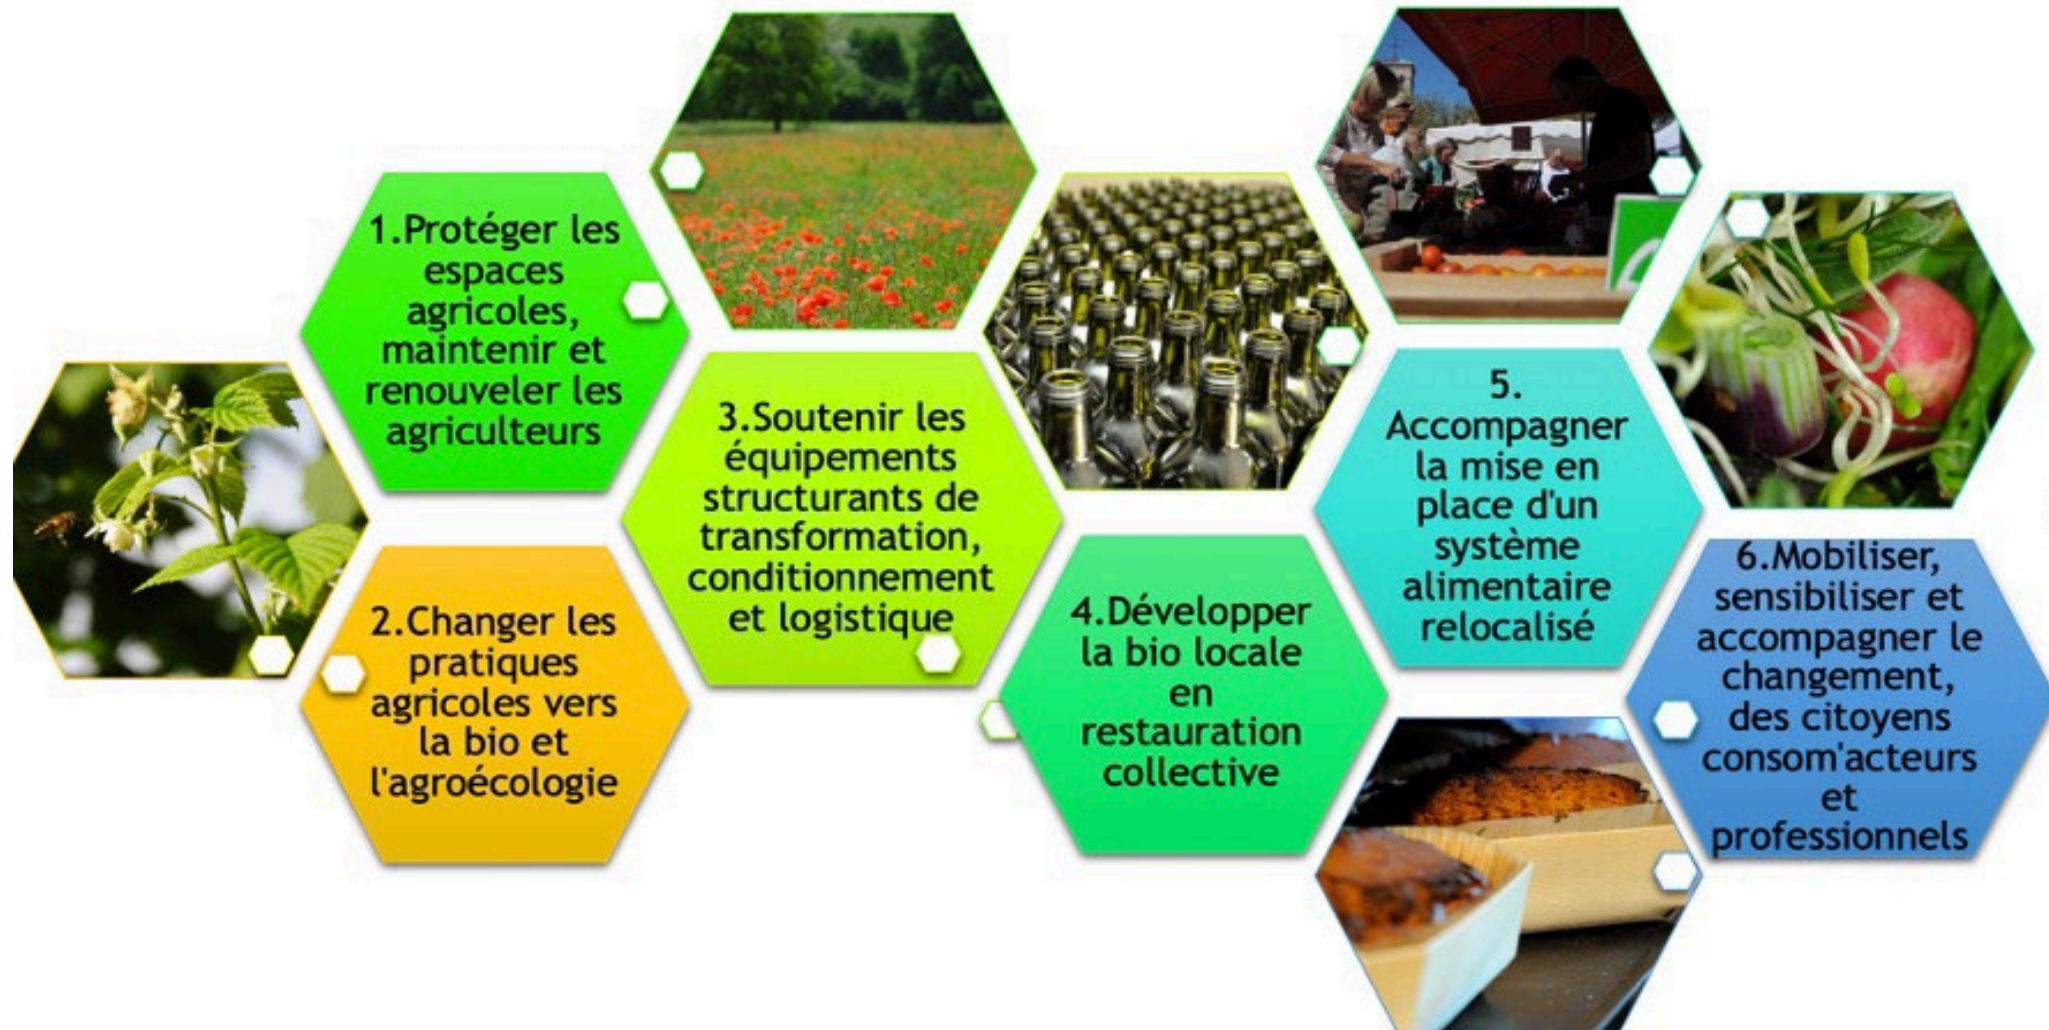 1.Protéger les
espaces
agricoles,
maintenir et
renouveler les
agriculteurs
2.Changer les
pratiques
agricoles vers
la bio et
l'agroécologie
3.Soutenir les
équipements
structurants de
transformation,
conditionnement
et logistique
4.Développer
la bio locale
en
restauration
collective
5.
Accompagner
la mise en
place d'un
système
alimentaire
relocalisé
6.Mobiliser,
sensibiliser et
accompagner le
changement,
des citoyens
consom'acteurs
et
professionnels